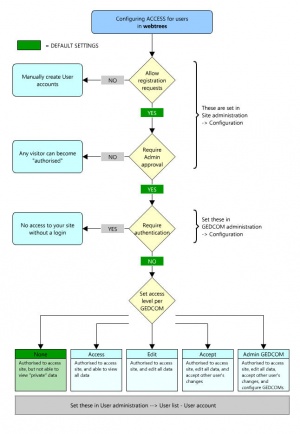 Configuring ACCESS for users
in webtrees
= DEFAULT SETTINGS
Allow
registration
requests
NO
Manually create User
accounts
YES
These are set in
Site administration
-> Configuration
Require
Admin
approval
NO
Any visitor can become
"authorised"
YES
Require
authentication
YES
No access to your site
without a login
Set these in
GEDCOM administration
-> Configuration
NO
Set access
level per
GEDCOM
None
Authorised to access
site, but not able to
view "private" data
Access
Authorised to access
site, and able to view
all data
Edit
Authorised to access
site, and edit all data
Accept
Authorised to access
site, edit all data, and
accept other user's
changes
Admin GEDCOM
Authorised to access
site, edit all data,
accept other user's
changes, and
configure GEDCOMs
Set these in User administration --> User list - User account